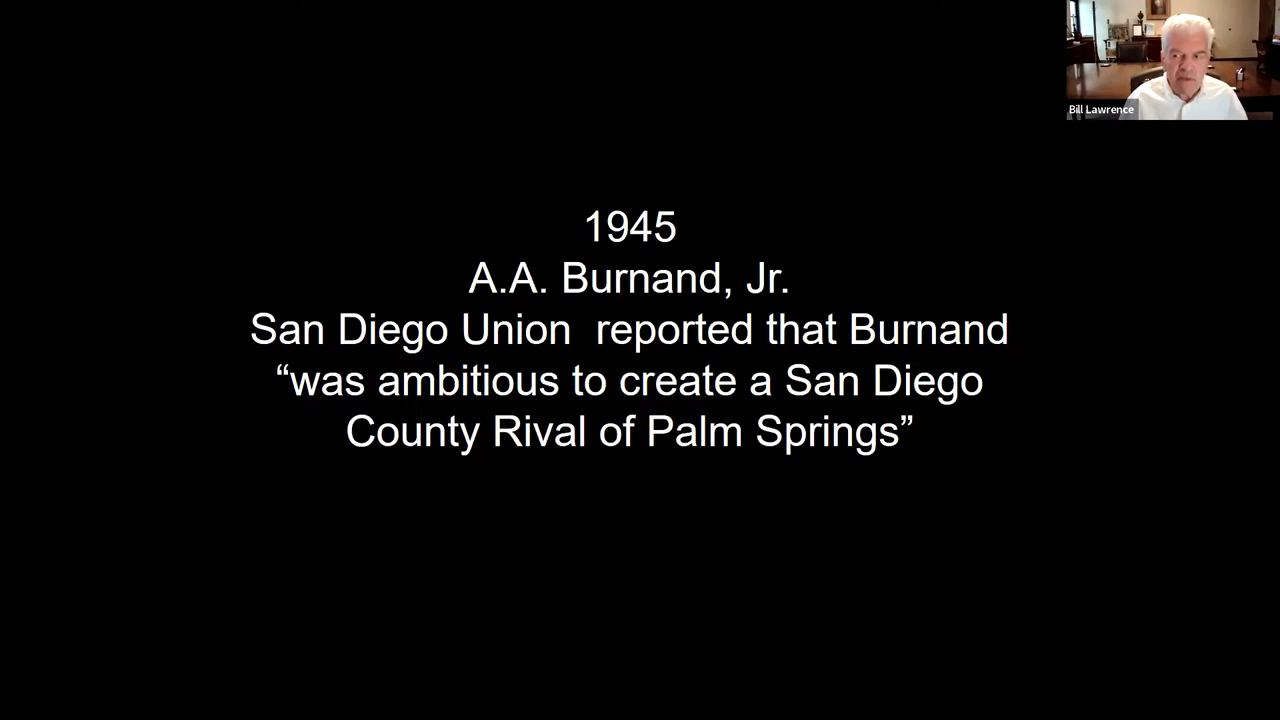 Bill Lawrence
1945
A.A. Burnand, Jr.
San Diego Union  reported that Burnand
“was ambitious to create a San Diego
County Rival of Palm Springs”